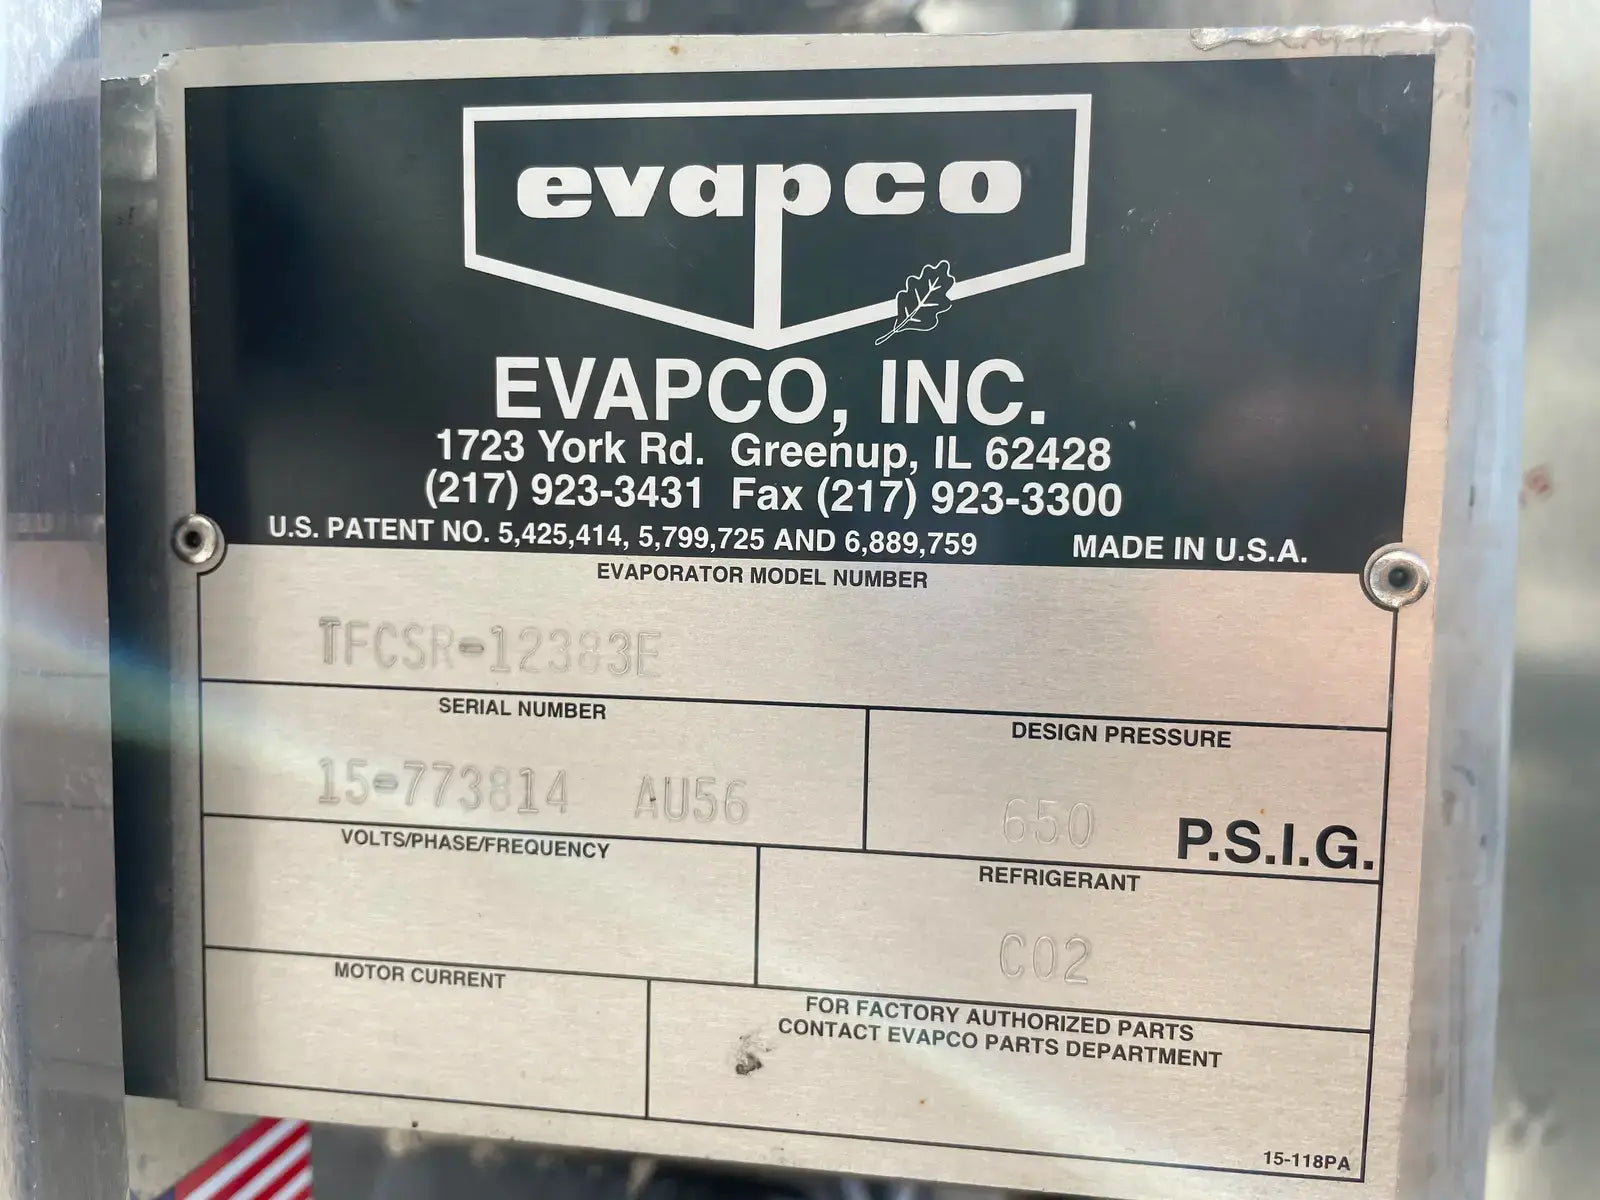 evapco
EVAPCO, INC.
1723 York Rd. Greenup, IL 62428
(217) 923-3431 Fax (217) 923-3300
U.S. PATENT NO. 5,425,414, 5,799,725 AND 6,889,759 MADE IN U.S.A.
EVAPORATOR MODEL NUMBER
TFCSR-12383E
SERIAL NUMBER
15-773814 AU56
DESIGN PRESSURE
650 P.S.I.G.
VOLTS/PHASE/FREQUENCY
REFRIGERANT
CO2
MOTOR CURRENT
FOR FACTORY AUTHORIZED PARTS
CONTACT EVAPCO PARTS DEPARTMENT
15-118PA